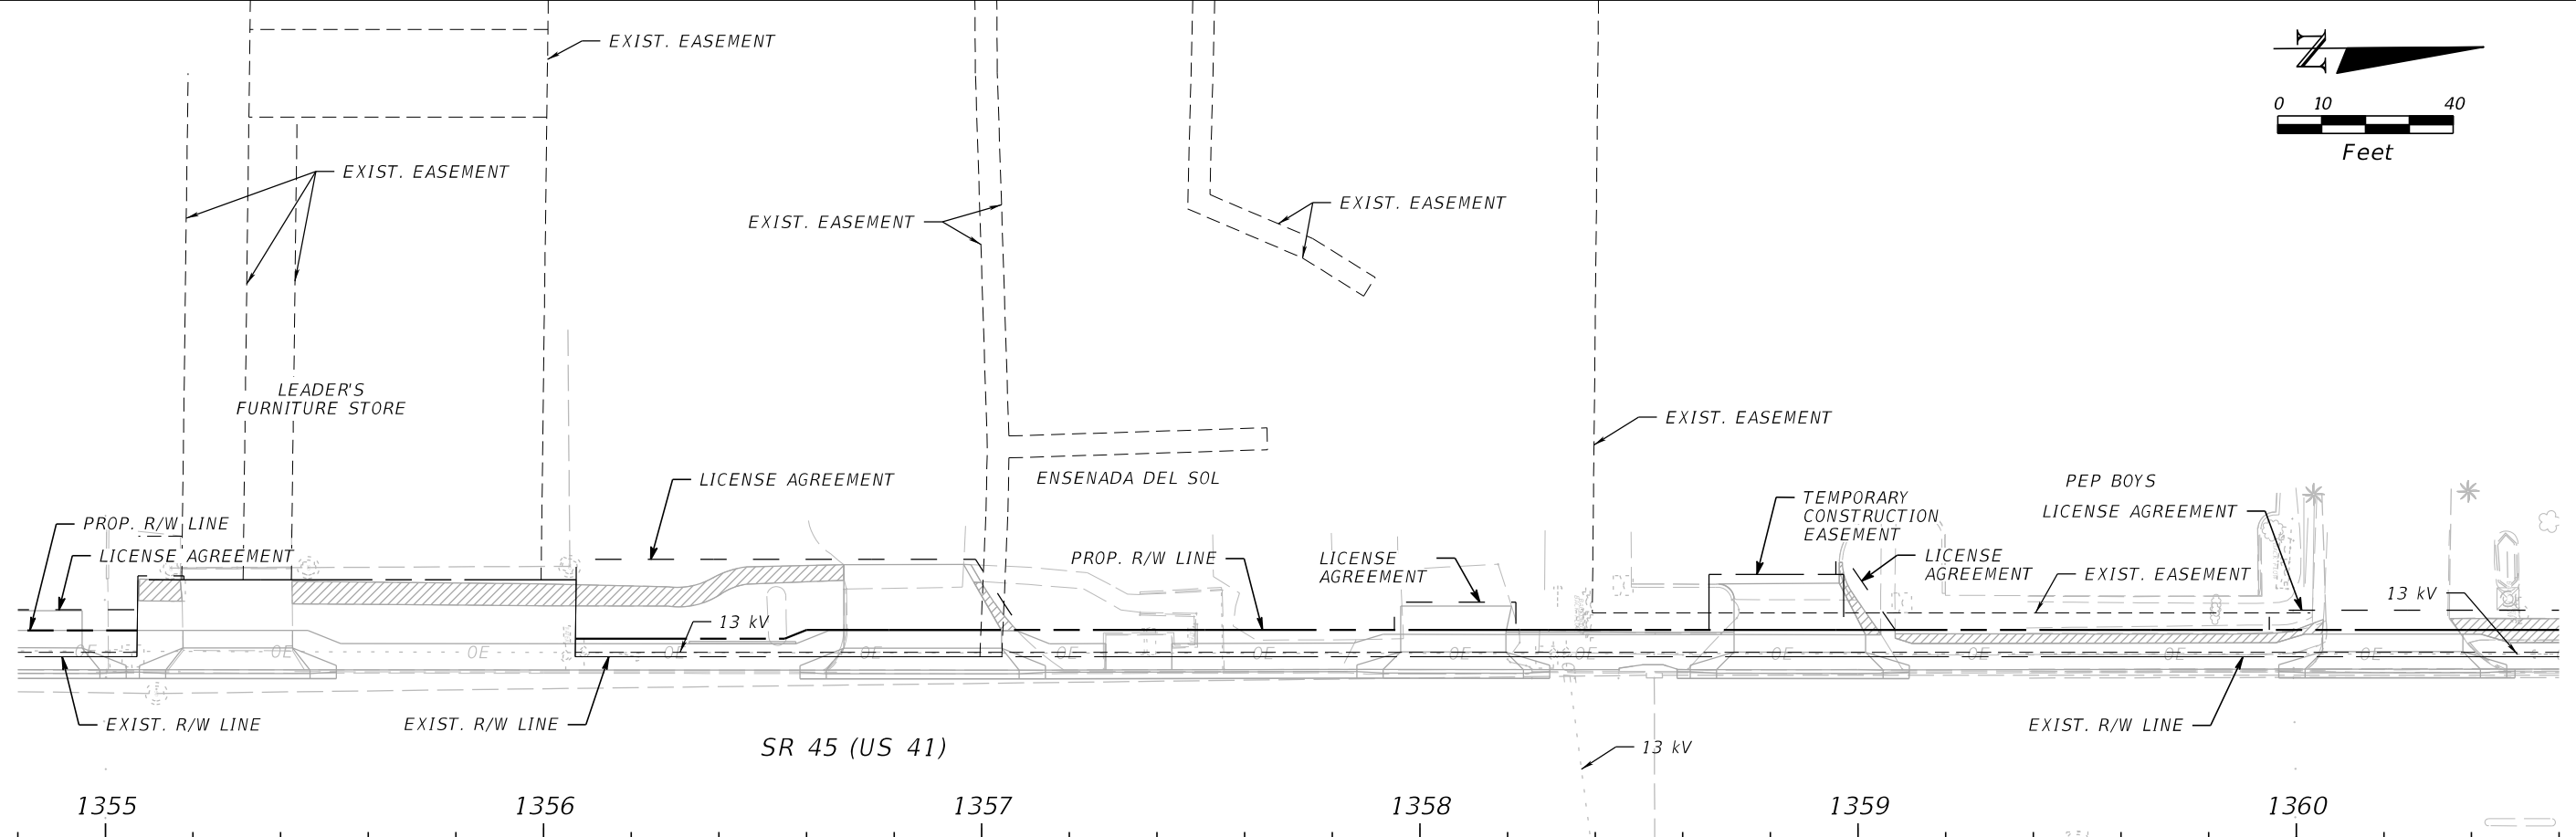 EXIST. EASEMENT
N
0 10 40
Feet
EXIST. EASEMENT
EXIST. EASEMENT
EXIST. EASEMENT
LEADER'S
FURNITURE STORE
EXIST. EASEMENT
LICENSE AGREEMENT
ENSENADA DEL SOL
PEP BOYS
LICENSE AGREEMENT
TEMPORARY
CONSTRUCTION
EASEMENT
PROP. R/W LINE
LICENSE AGREEMENT
PROP. R/W LINE
LICENSE
AGREEMENT
LICENSE
AGREEMENT
EXIST. EASEMENT
13 kV
13 kV
OE OE OE OE OE OE OE OE OE OE OE OE
EXIST. R/W LINE
EXIST. R/W LINE
EXIST. R/W LINE
SR 45 (US 41)
13 kV
1355 1356 1357 1358 1359 1360